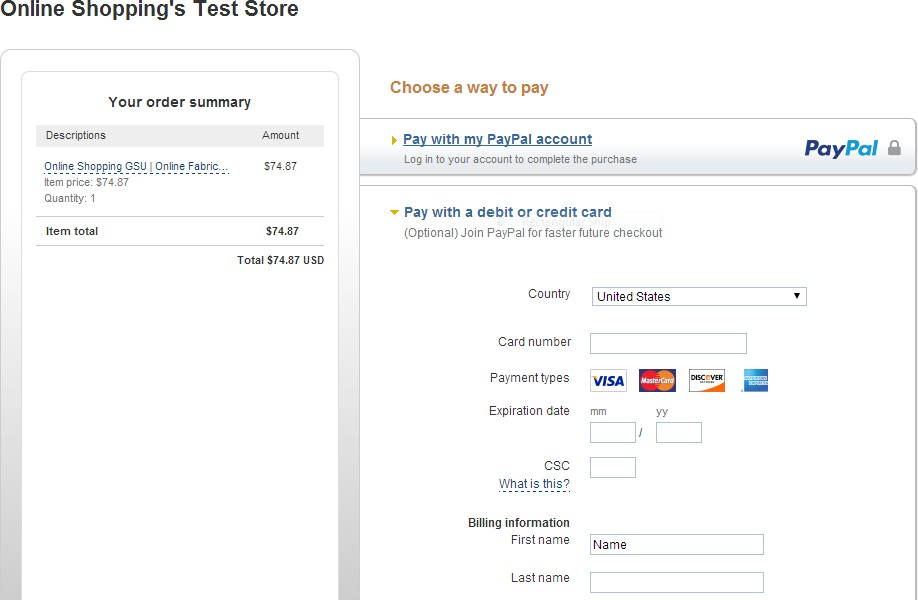 Online Shopping's Test Store
Your order summary
Descriptions Amount
Online Shopping GSU | Online Fabric... $74.87
Item price: $74.87
Quantity: 1
Item total $74.87
Total $74.87 USD
Choose a way to pay
Pay with my PayPal account
Log in to your account to complete the purchase
PayPal
Pay with a debit or credit card
(Optional) Join PayPal for faster future checkout
Country United States
Card number
Payment types VISA MasterCard DISCOVER AMERICAN EXPRESS
Expiration date mm yy
/
CSC
What is this?
Billing information
First name Name
Last name